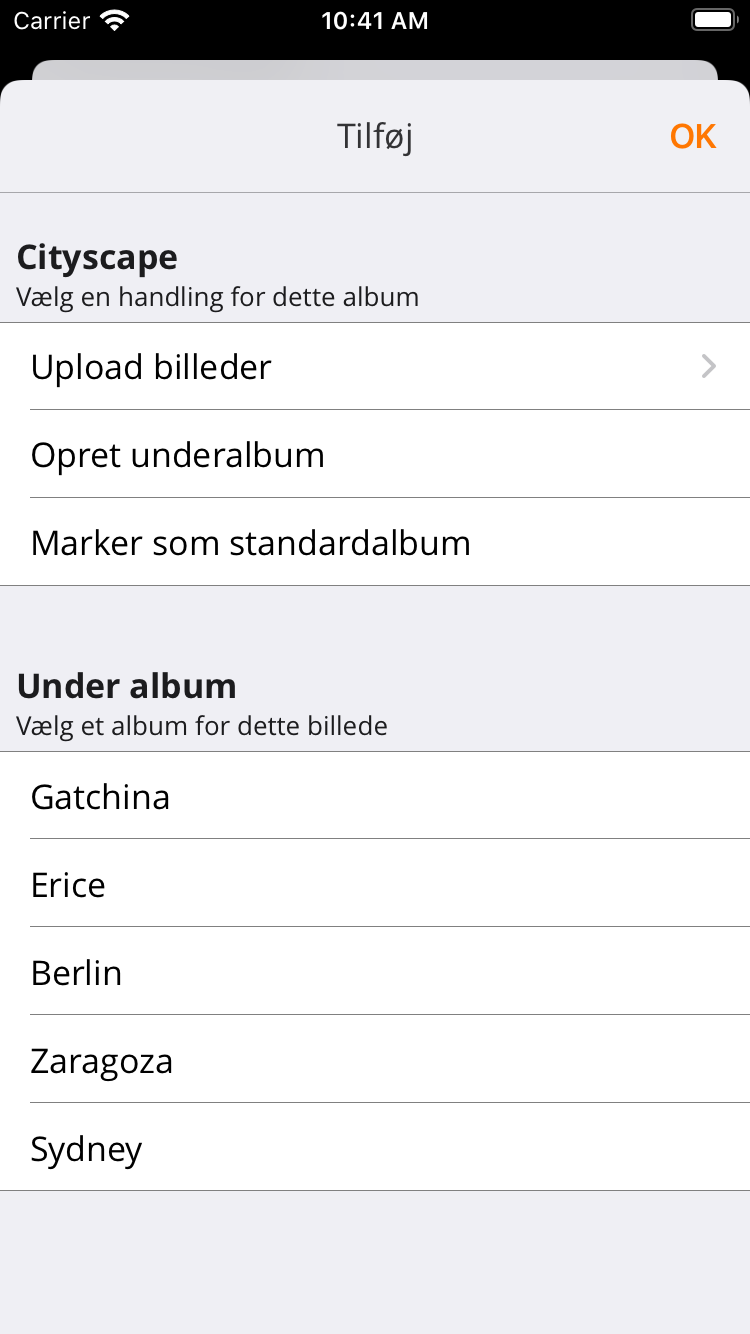 Carrier 10:41 AM
Tilføj OK
Cityscape
Vælg en handling for dette album
Upload billeder
Opret underalbum
Marker som standardalbum
Under album
Vælg et album for dette billede
Gatchina
Erice
Berlin
Zaragoza
Sydney